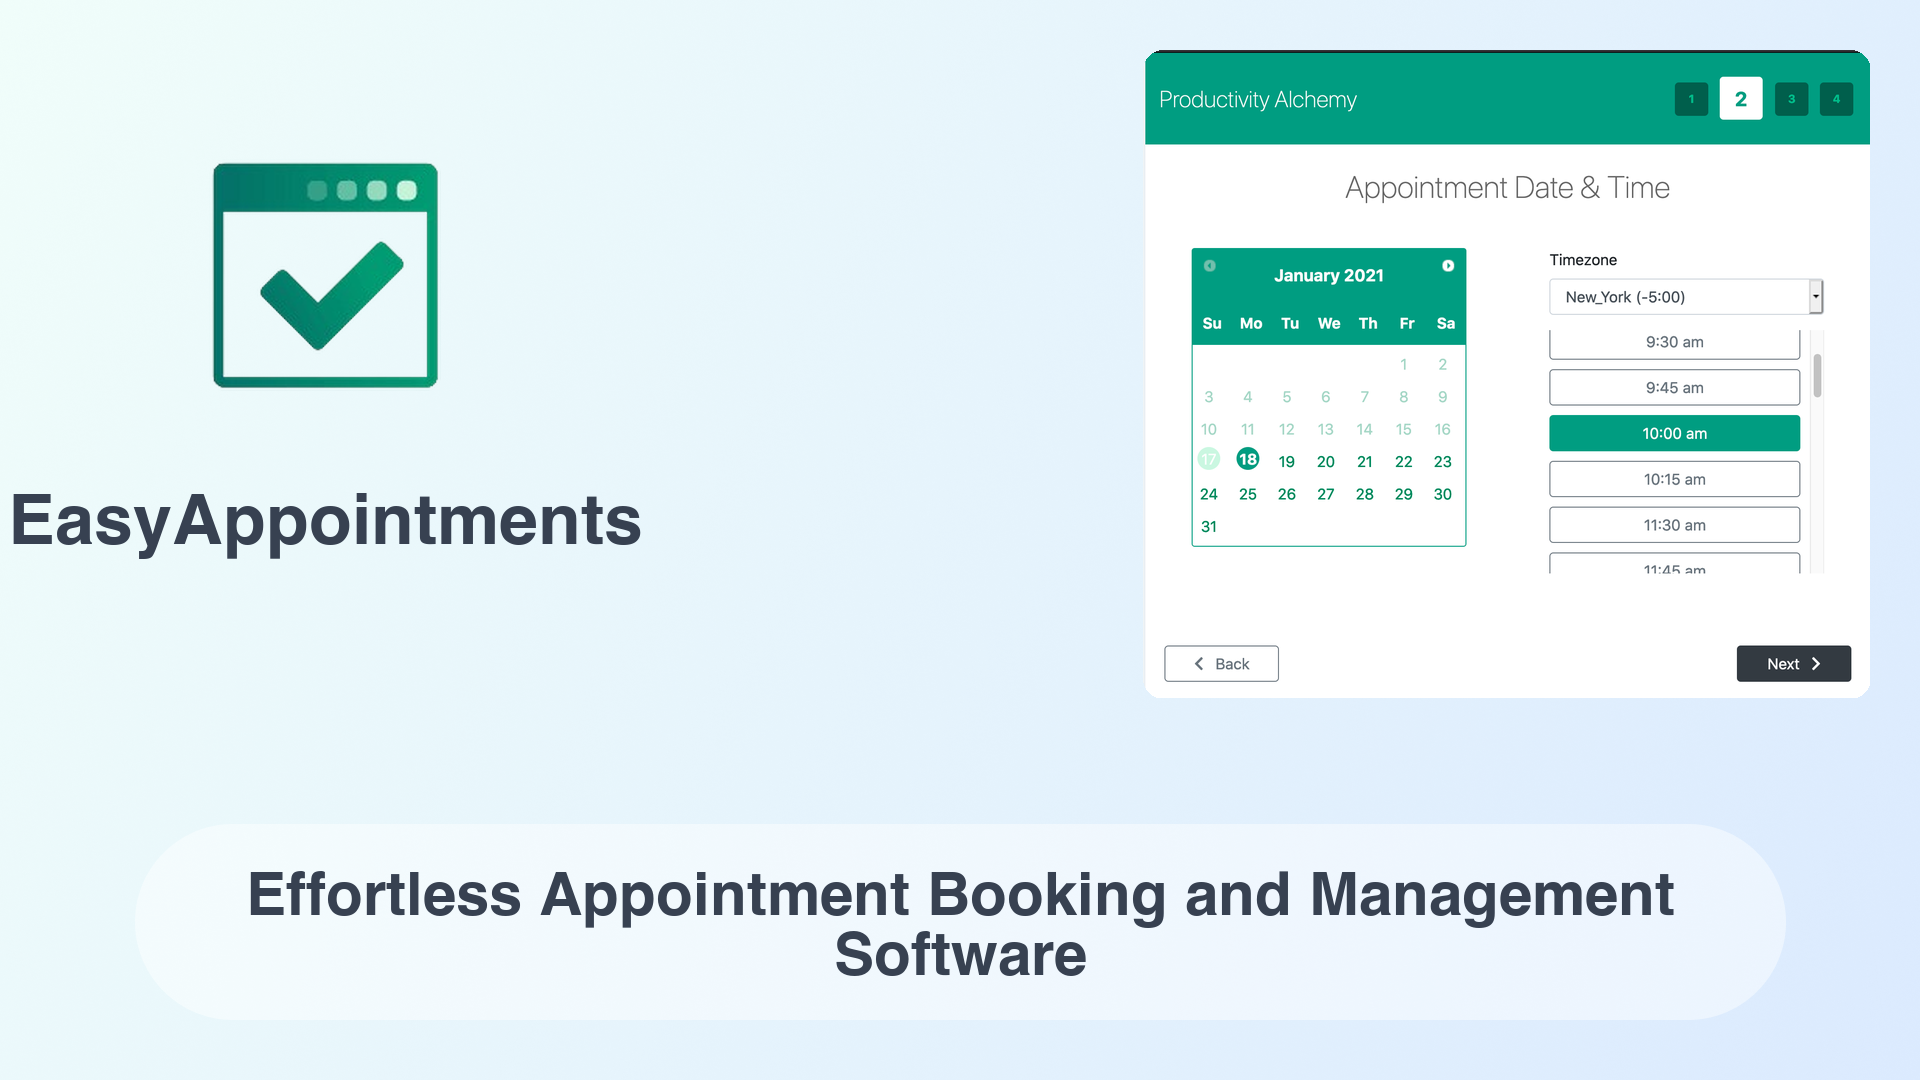 Productivity Alchemy
1 2 3 4
Appointment Date & Time
January 2021
Su Mo Tu We Th Fr Sa
1 2
3 4 5 6 7 8 9
10 11 12 13 14 15 16
17 18 19 20 21 22 23
24 25 26 27 28 29 30
31
Timezone
New_York (-5:00)
9:30 am
9:45 am
10:00 am
10:15 am
11:30 am
11:45 am
Back
Next
EasyAppointments
Effortless Appointment Booking and Management
Software